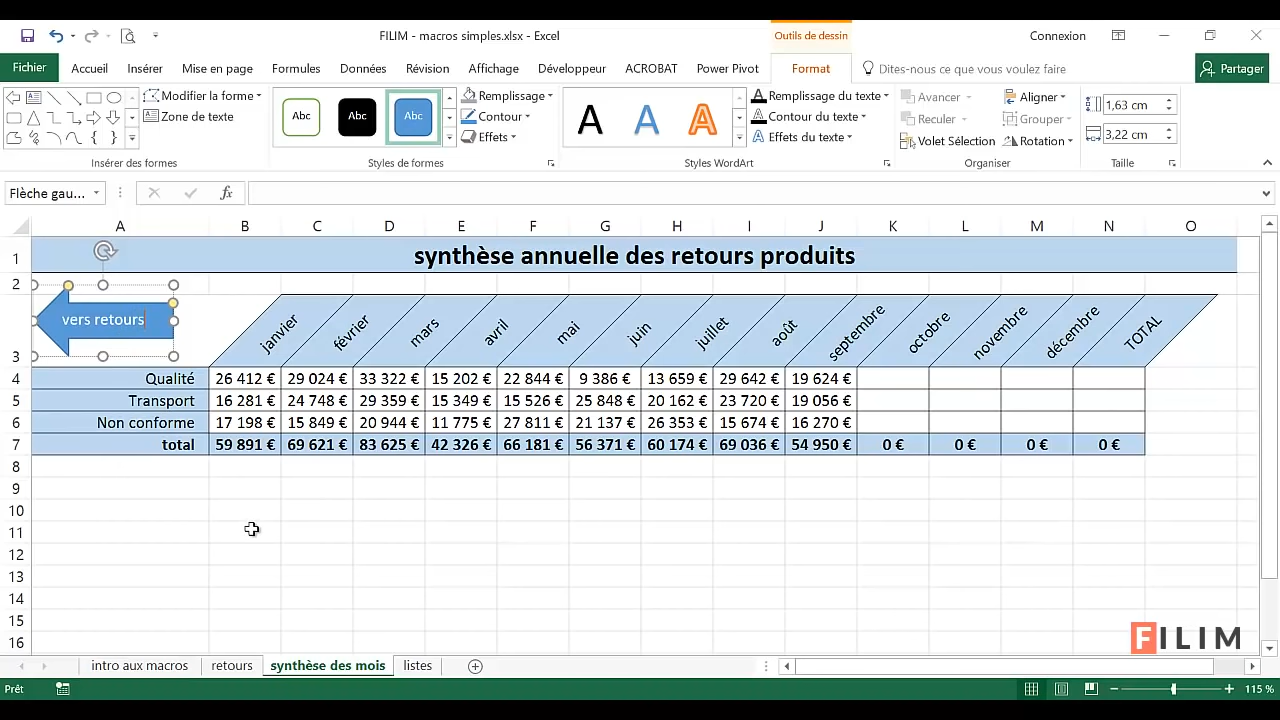 FILIM - macros simples.xlsx - Excel
Outils de dessin
Connexion
Fichier Accueil Insérer Mise en page Formules Données Révision Affichage Développeur ACROBAT Power Pivot Format Dites-nous ce que vous voulez faire Partager
Modifier la forme
Zone de texte
Insérer des formes
Abc Abc Abc
Remplissage
Contour
Effets
Styles de formes
A A A
Remplissage du texte
Contour du texte
Effets du texte
Styles WordArt
Avancer
Reculer
Volet Sélection
Aligner
Grouper
Rotation
Organiser
1,63 cm
3,22 cm
Taille
Flèche gau... fx
A B C D E F G H I J K L M N O
1 synthèse annuelle des retours produits
2
vers retours
3 janvier février mars avril mai juin juillet août septembre octobre novembre décembre TOTAL
4 Qualité 26 412 € 29 024 € 33 322 € 15 202 € 22 844 € 9 386 € 13 659 € 29 642 € 19 624 €
5 Transport 16 281 € 24 748 € 29 359 € 15 349 € 15 526 € 25 848 € 20 162 € 23 720 € 19 056 €
6 Non conforme 17 198 € 15 849 € 20 944 € 11 775 € 27 811 € 21 137 € 26 353 € 15 674 € 16 270 €
7 total 59 891 € 69 621 € 83 625 € 42 326 € 66 181 € 56 371 € 60 174 € 69 036 € 54 950 € 0 € 0 € 0 € 0 €
8
9
10
11
12
13
14
15
16
FILIM
intro aux macros retours synthèse des mois listes
Prêt 115 %